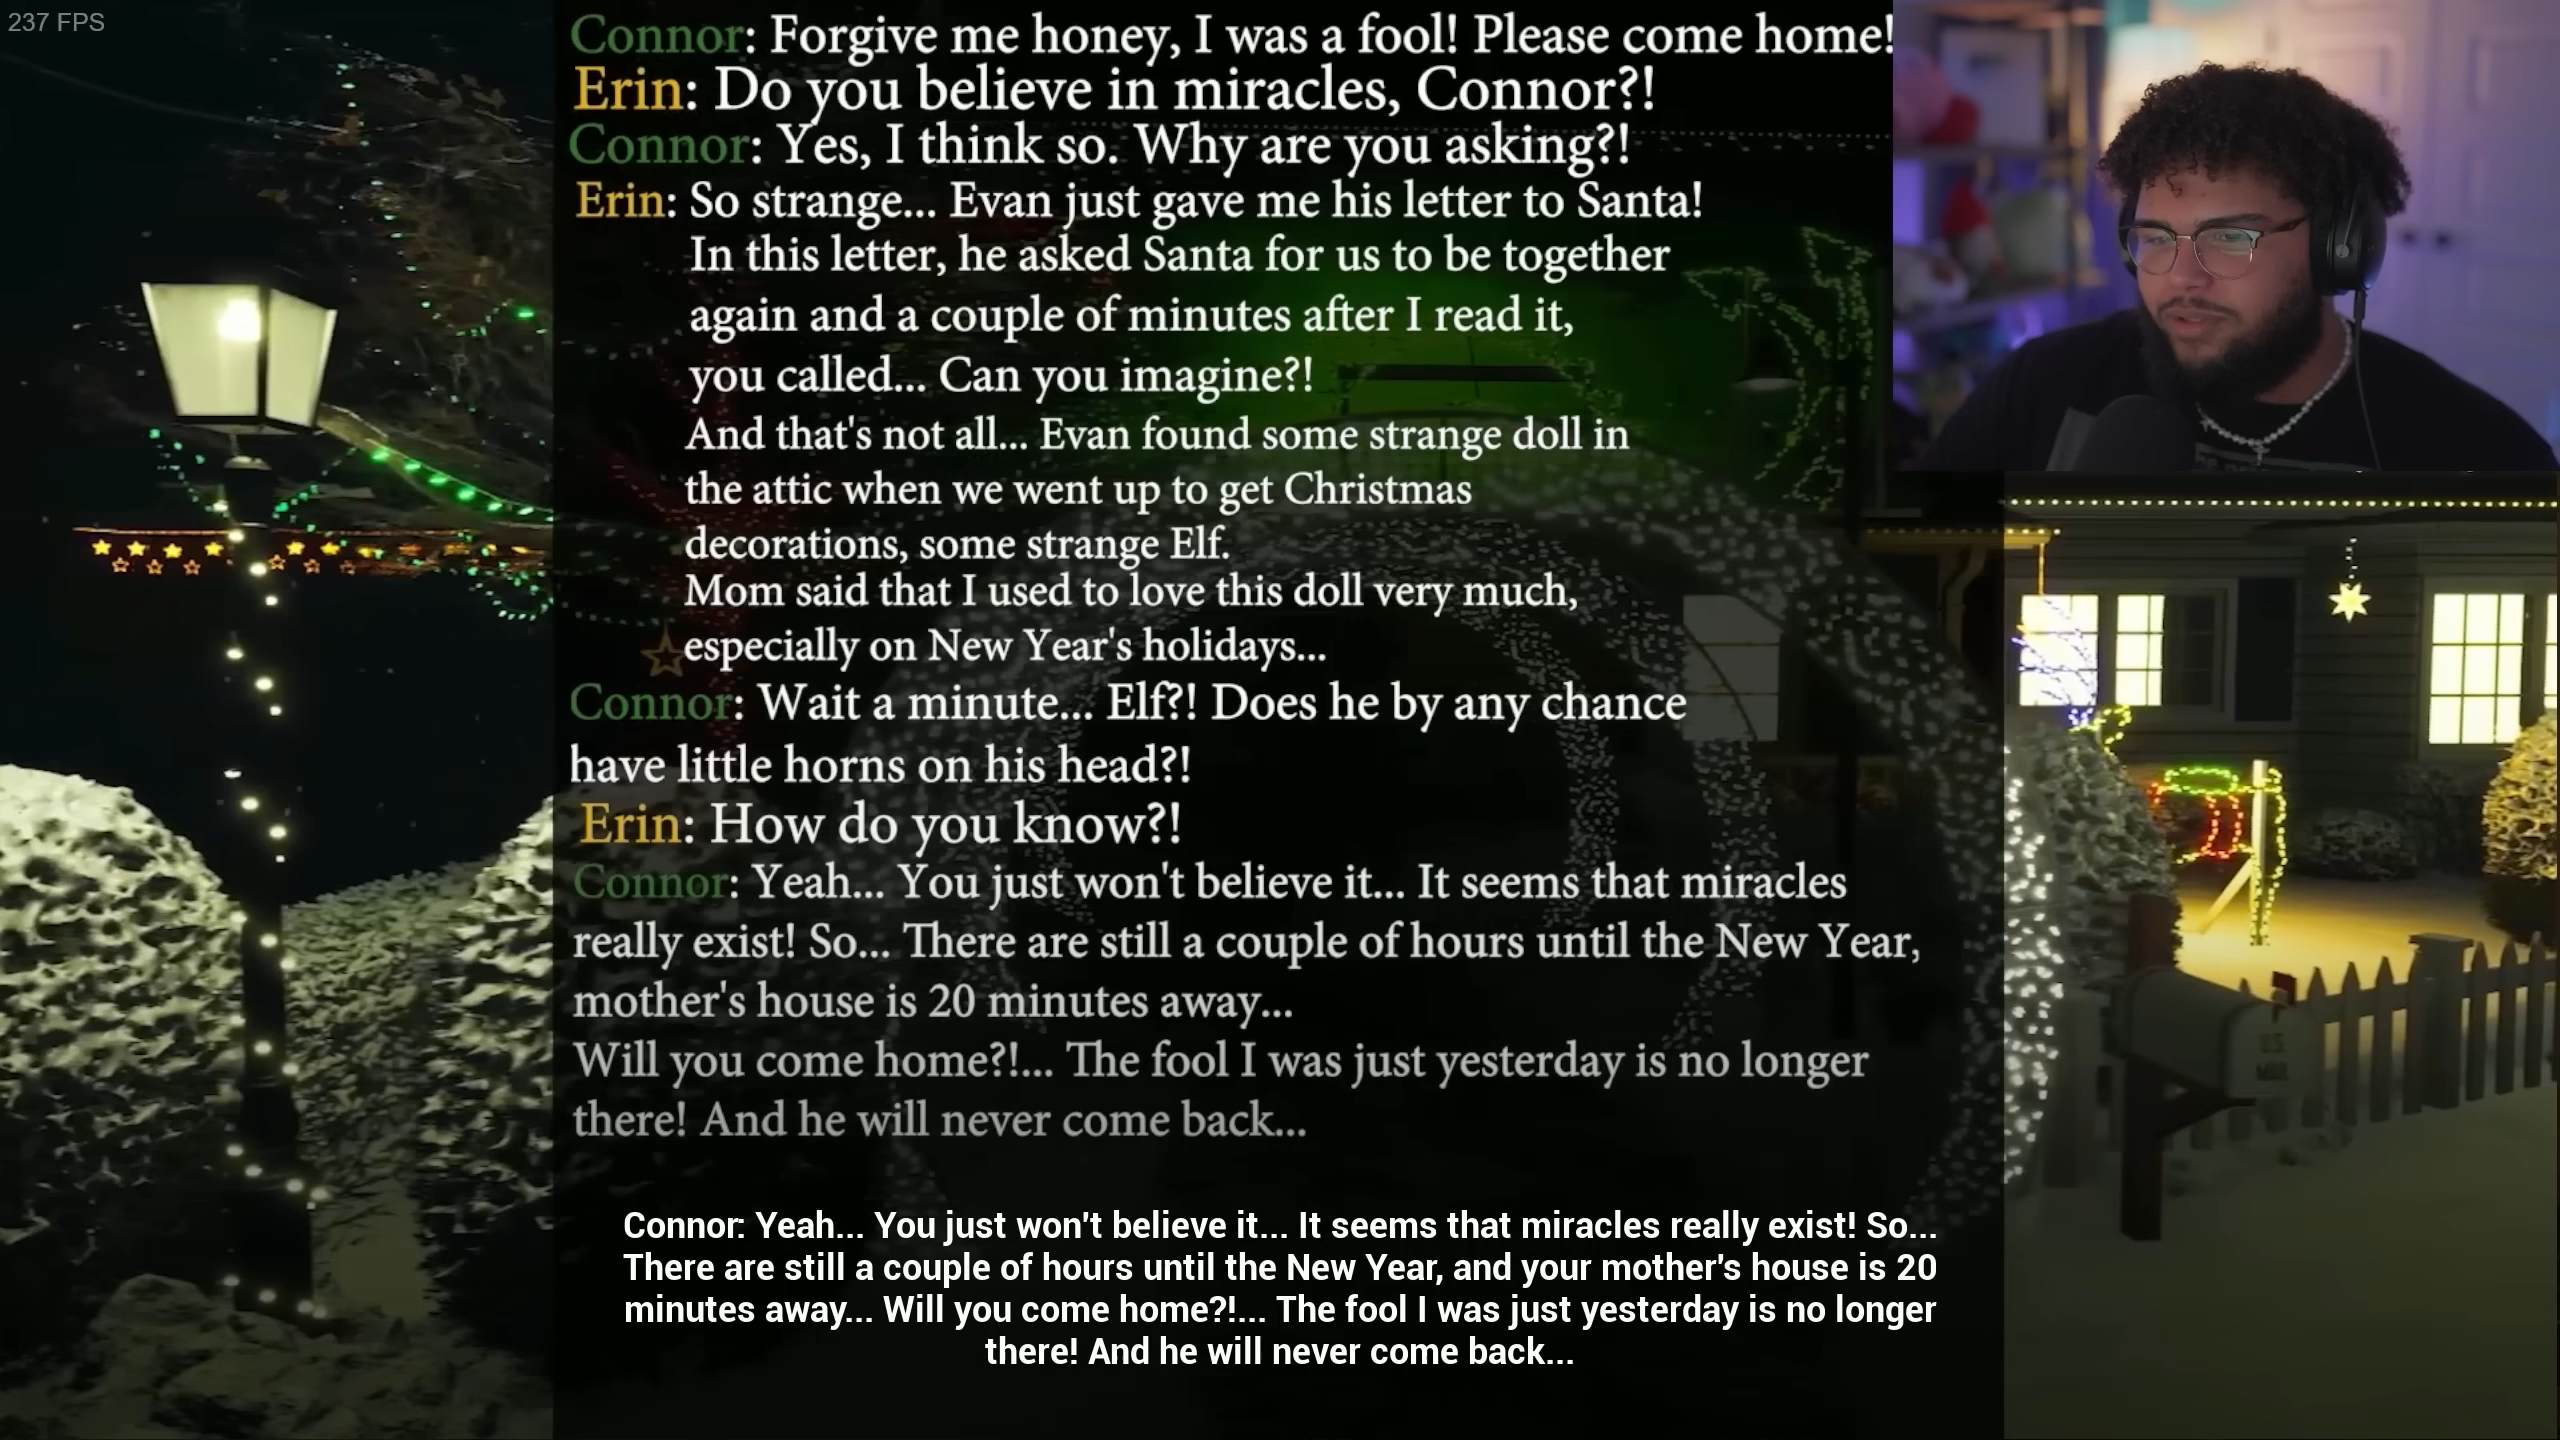 237 FPS
Connor: Forgive me honey, I was a fool! Please come home!
Erin: Do you believe in miracles, Connor?!
Connor: Yes, I think so. Why are you asking?!
Erin: So strange... Evan just gave me his letter to Santa!
In this letter, he asked Santa for us to be together
again and a couple of minutes after I read it,
you called... Can you imagine?!
And that's not all... Evan found some strange doll in
the attic when we went up to get Christmas
decorations, some strange Elf.
Mom said that I used to love this doll very much,
especially on New Year's holidays...
Connor: Wait a minute... Elf?! Does he by any chance
have little horns on his head?!
Erin: How do you know?!
Connor: Yeah... You just won't believe it... It seems that miracles
really exist! So... There are still a couple of hours until the New Year,
mother's house is 20 minutes away...
Will you come home?!... The fool I was just yesterday is no longer
there! And he will never come back...
Connor: Yeah... You just won't believe it... It seems that miracles really exist! So...
There are still a couple of hours until the New Year, and your mother's house is 20
minutes away... Will you come home?!... The fool I was just yesterday is no longer
there! And he will never come back...
U.S.
MAIL